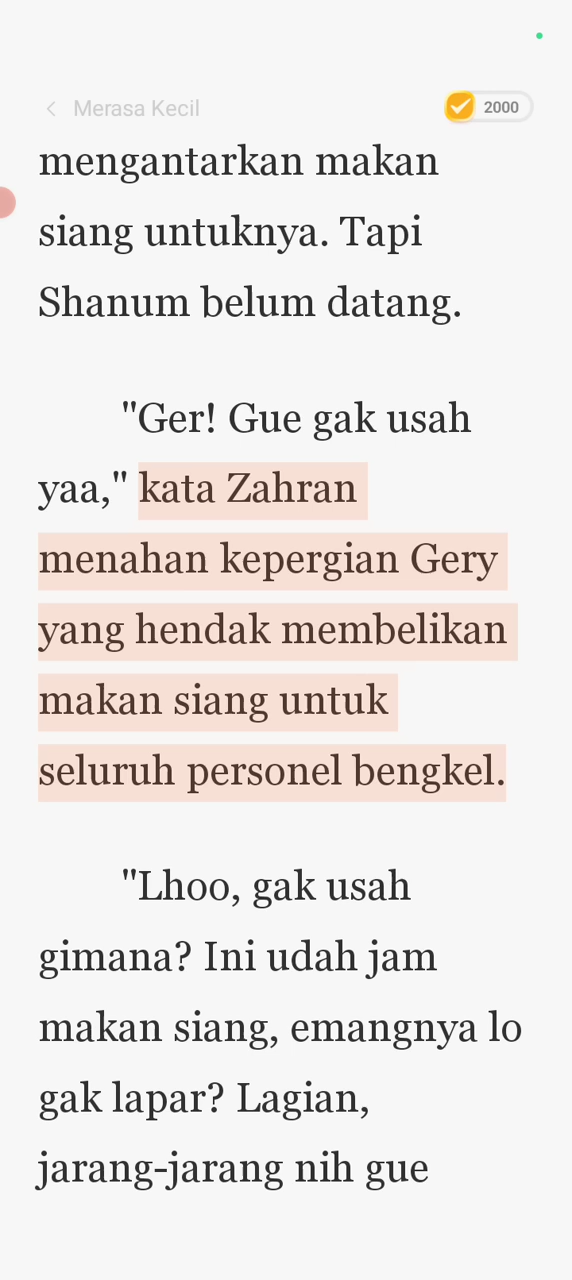 Merasa Kecil
2000
mengantarkan makan
siang untuknya. Tapi
Shanum belum datang.
"Ger! Gue gak usah
yaa," kata Zahran
menahan kepergian Gery
yang hendak membelikan
makan siang untuk
seluruh personel bengkel.
"Lhoo, gak usah
gimana? Ini udah jam
makan siang, emangnya lo
gak lapar? Lagian,
jarang-jarang nih gue